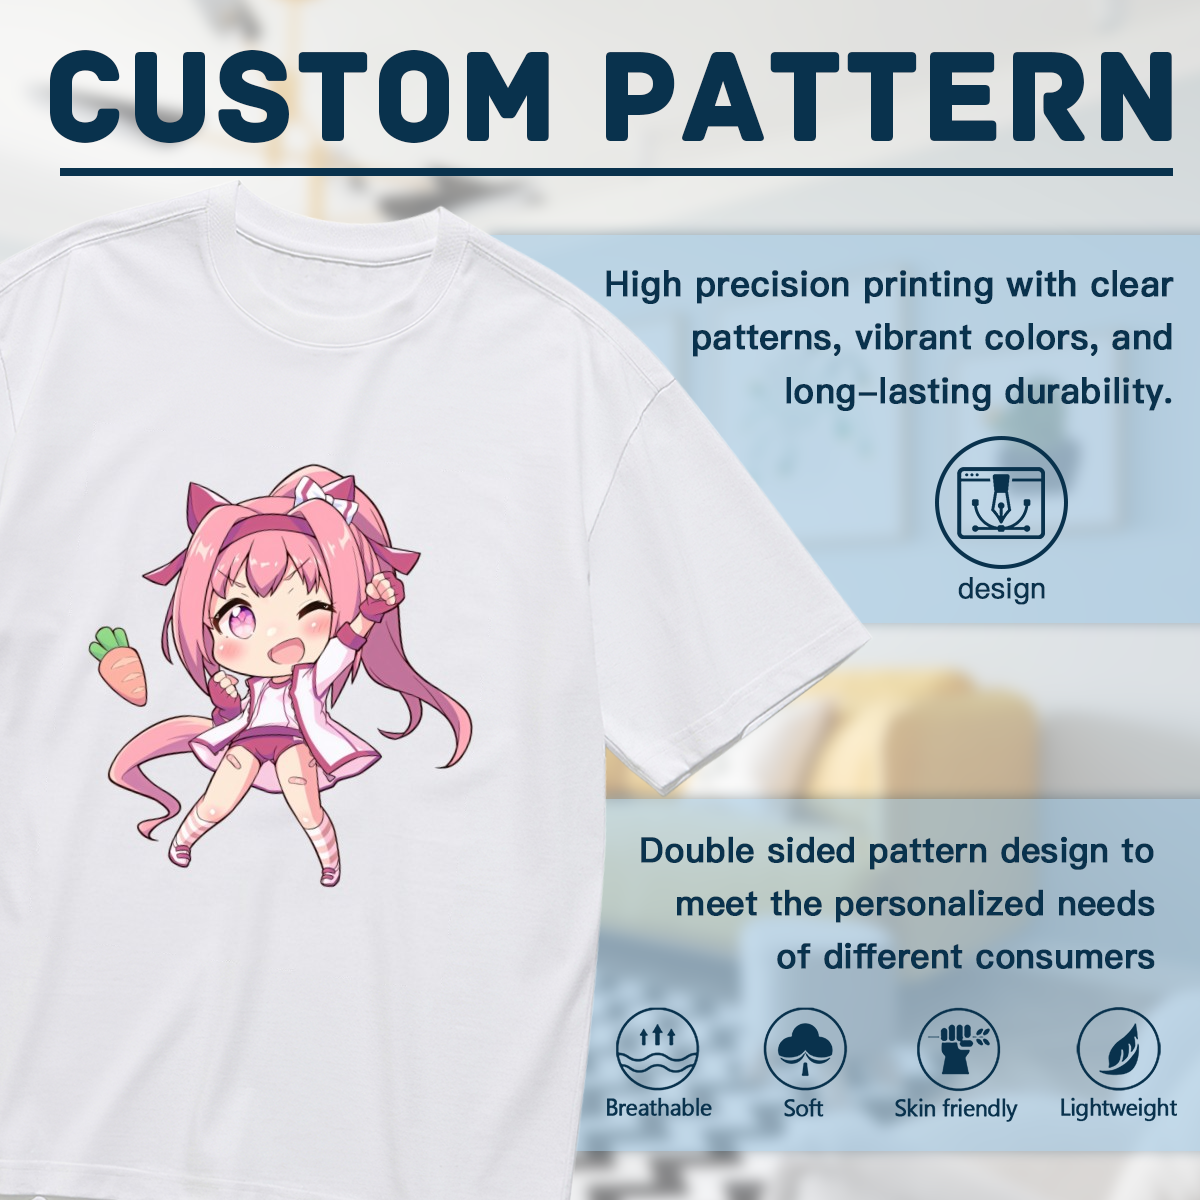 CUSTOM PATTERN
High precision printing with clear
patterns, vibrant colors, and
long–lasting durability.
design
Double sided pattern design to
meet the personalized needs
of different consumers
Breathable
Soft
Skin friendly
Lightweight